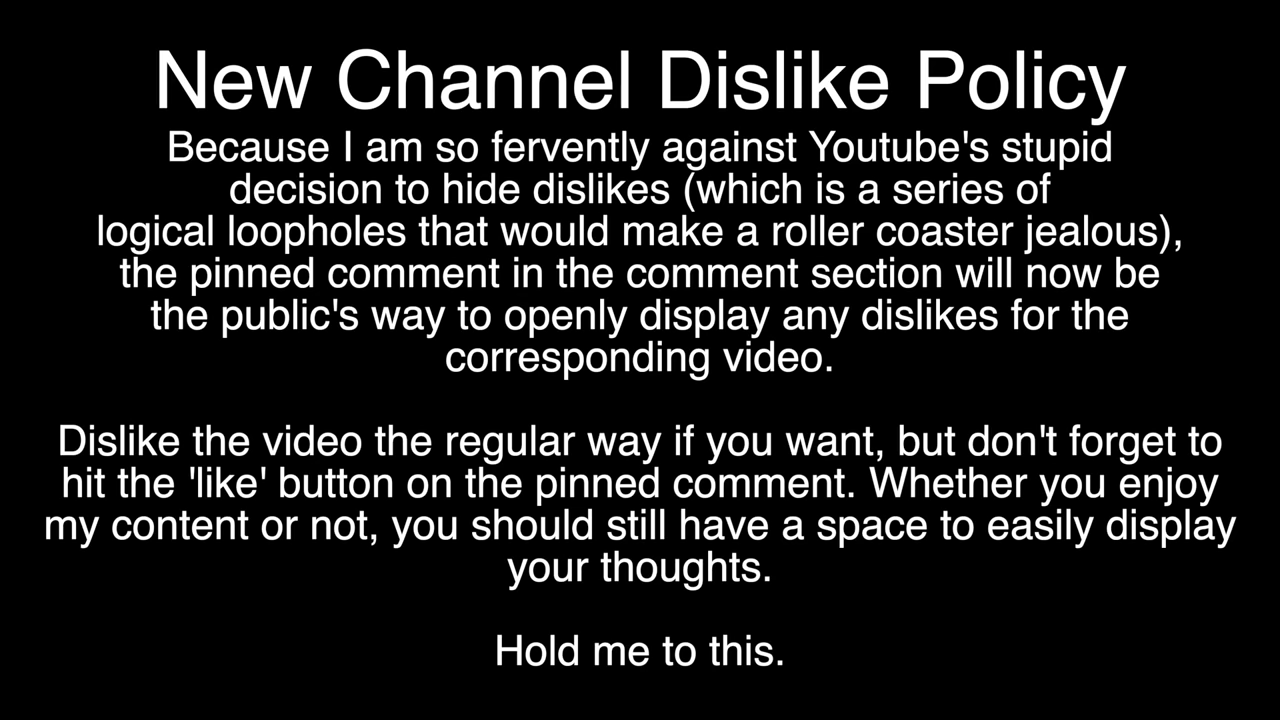 New Channel Dislike Policy
Because I am so fervently against Youtube's stupid
decision to hide dislikes (which is a series of
logical loopholes that would make a roller coaster jealous),
the pinned comment in the comment section will now be
the public's way to openly display any dislikes for the
corresponding video.
Dislike the video the regular way if you want, but don't forget to
hit the 'like' button on the pinned comment. Whether you enjoy
my content or not, you should still have a space to easily display
your thoughts.
Hold me to this.